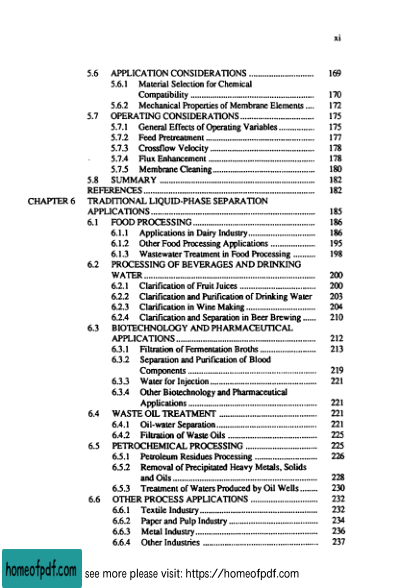 xi
5.6 APPLICATION CONSIDERATIONS ............................ 169
5.6.1 Material Selection for Chemical
Compatibility ...................................................... 170
5.6.2 Mechanical Properties of Membrane Elements .... 172
5.7 OPERATING CONSIDERATIONS ................................ 175
5.7.1 General Effects of Operating Variables ............... 175
5.7.2 Feed Pretreatment ............................................... 177
5.7.3 Crossflow Velocity ............................................. 178
5.7.4 Flux Enhancement .............................................. 178
5.7.5 Membrane Cleaning ............................................ 180
5.8 SUMMARY .................................................................. 182
REFERENCES .......................................................................... 182
CHAPTER 6 TRADITIONAL LIQUID-PHASE SEPARATION
APPLICATIONS ....................................................................... 185
6.1 FOOD PROCESSING ..................................................... 186
6.1.1 Applications in Dairy Industry ............................. 186
6.1.2 Other Food Processing Applications ................... 195
6.1.3 Wastewater Treatment in Food Processing .......... 198
6.2 PROCESSING OF BEVERAGES AND DRINKING
WATER .......................................................................... 200
6.2.1 Clarification of Fruit Juices ................................. 200
6.2.2 Clarification and Purification of Drinking Water 203
6.2.3 Clarification in Wine Making .............................. 204
6.2.4 Clarification and Separation in Beer Brewing ...... 210
6.3 BIOTECHNOLOGY AND PHARMACEUTICAL
APPLICATIONS ............................................................ 212
6.3.1 Filtration of Fermentation Broths ........................ 213
6.3.2 Separation and Purification of Blood
Components ........................................................ 219
6.3.3 Water for Injection .............................................. 221
6.3.4 Other Biotechnology and Pharmaceutical
Applications ........................................................ 221
6.4 WASTE OIL TREATMENT ......................................... 221
6.4.1 Oil-water Separation ............................................ 221
6.4.2 Filtration of Waste Oils ....................................... 225
6.5 PETROCHEMICAL PROCESSING .............................. 225
6.5.1 Petroleum Residues Processing ........................... 226
6.5.2 Removal of Precipitated Heavy Metals, Solids
and Oils ............................................................... 228
6.5.3 Treatment of Waters Produced by Oil Wells ........ 230
6.6 OTHER PROCESS APPLICATIONS ............................ 232
6.6.1 Textile Industry ................................................... 232
6.6.2 Paper and Pulp Industry ...................................... 234
6.6.3 Metal Industry ..................................................... 236
6.6.4 Other Industries .................................................. 237
homeofpdf.com see more please visit: https://homeofpdf.com